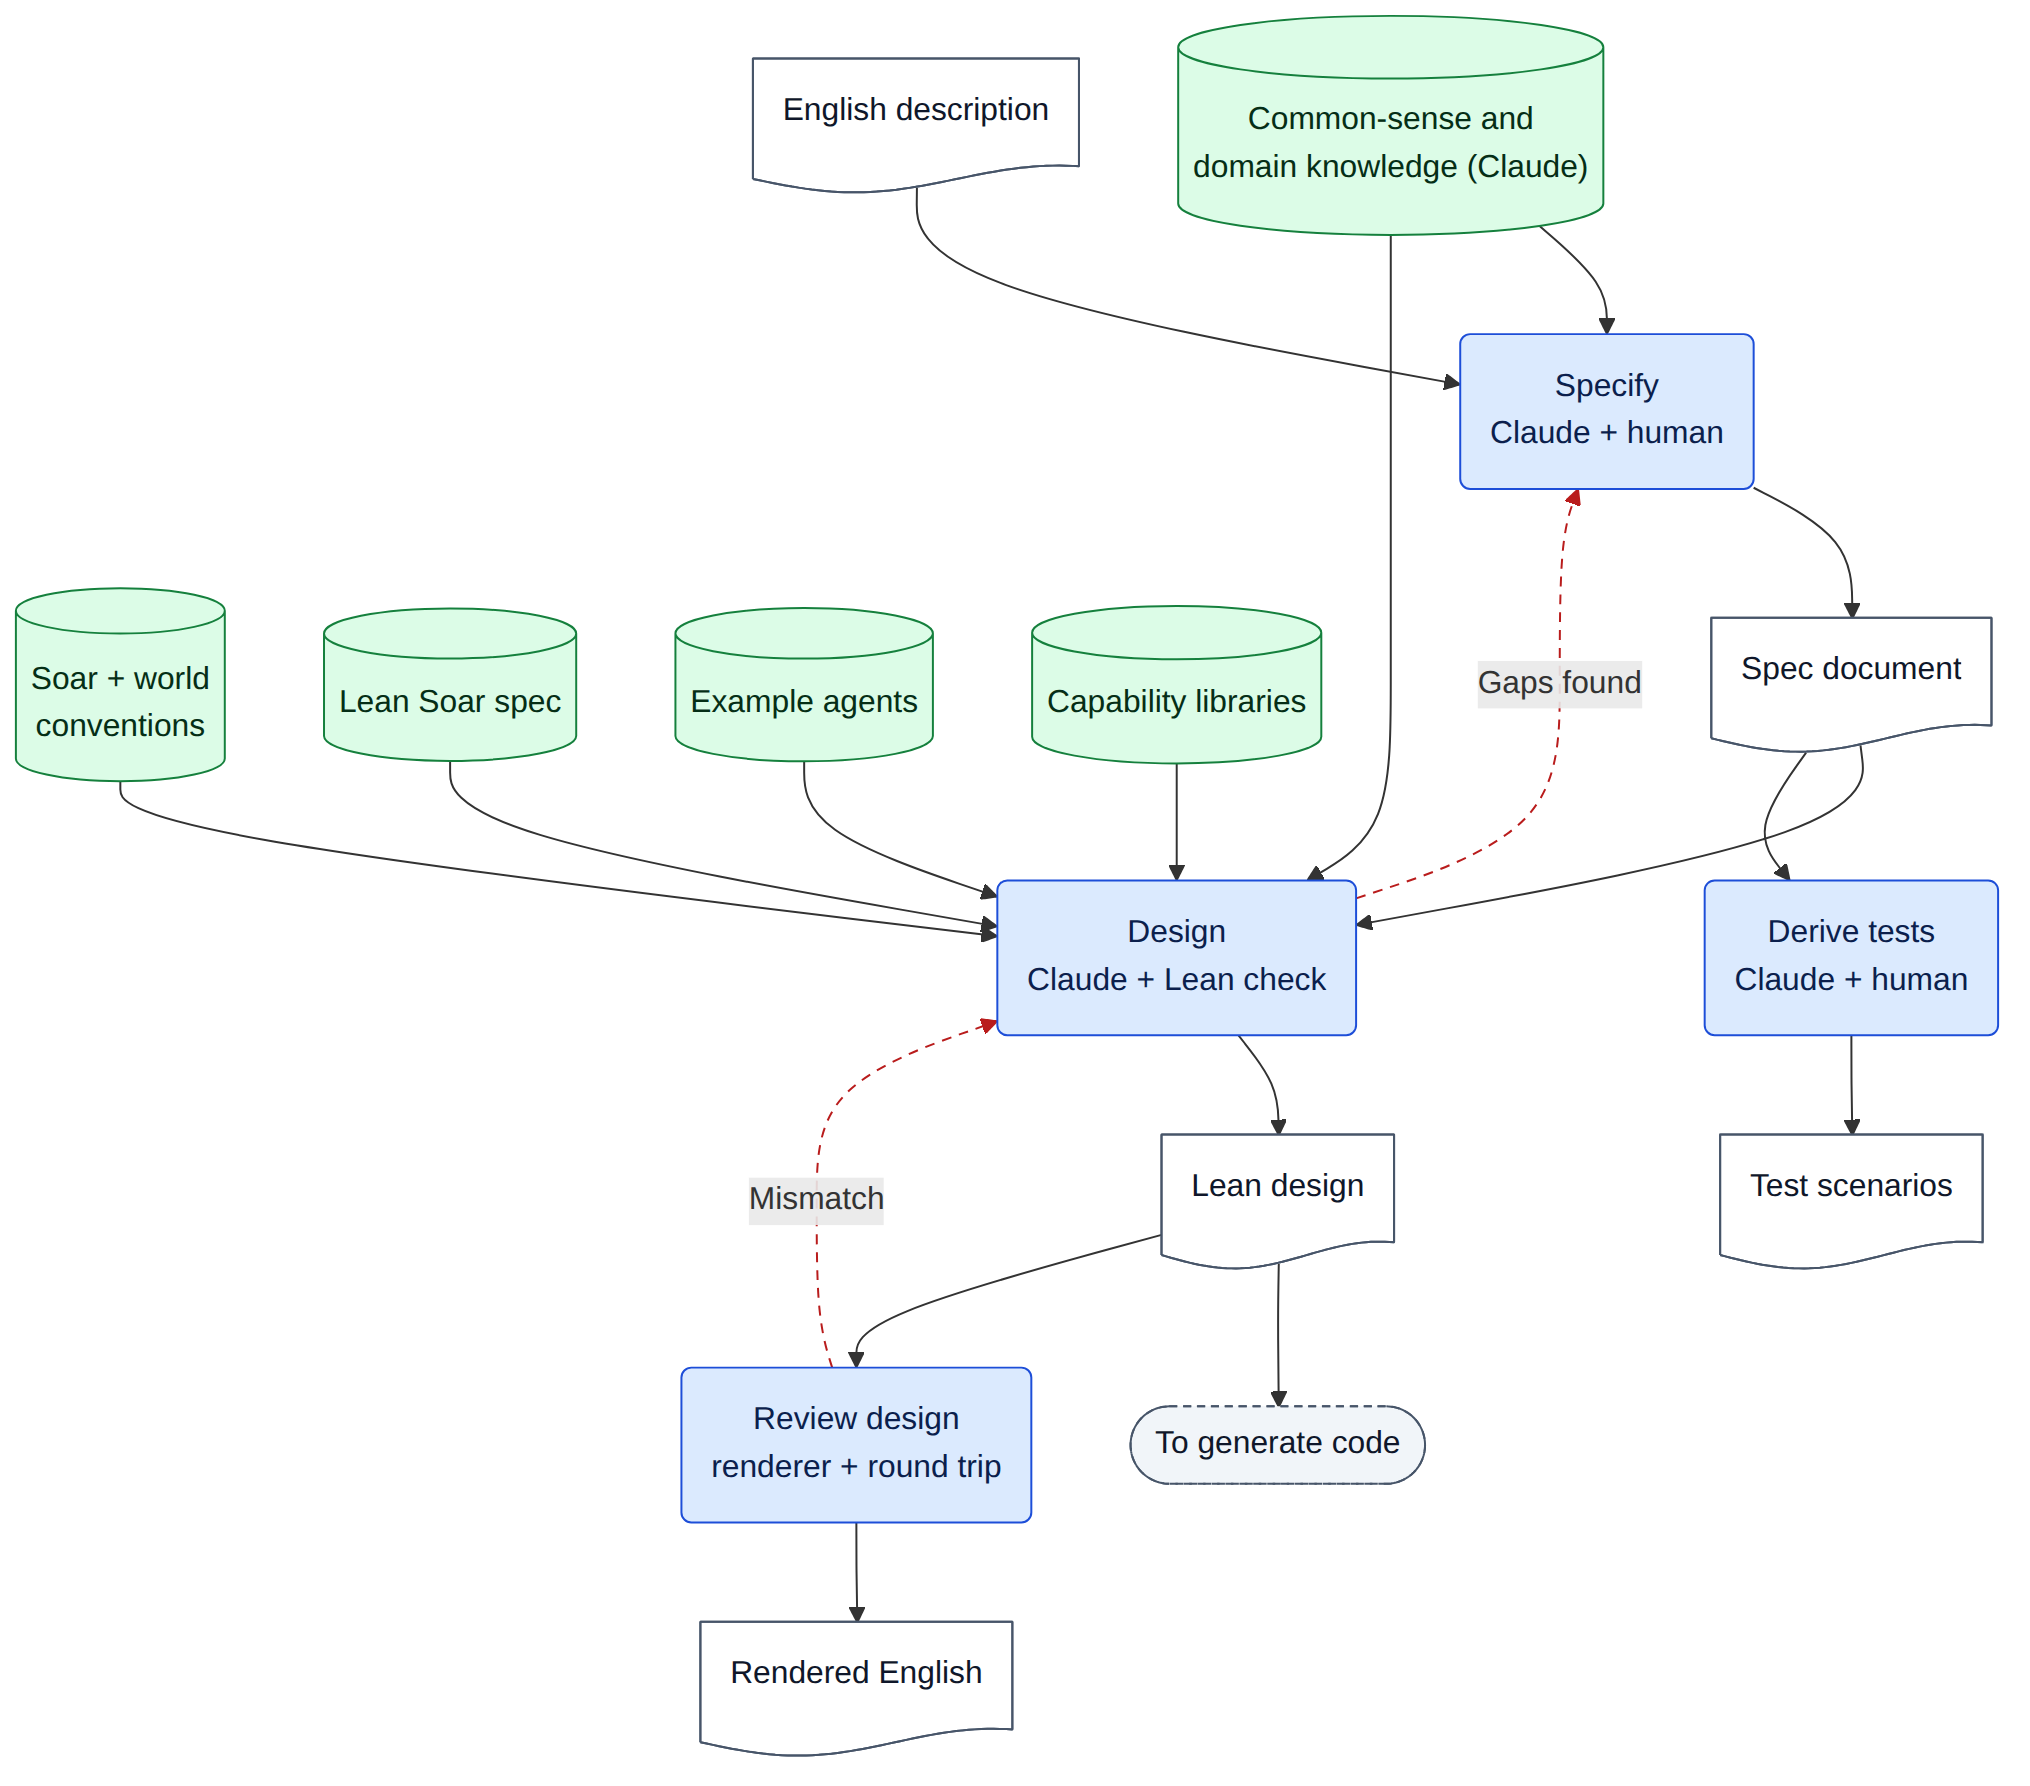 English description
Common-sense and
domain knowledge (Claude)
Specify
Claude + human
Soar + world
conventions
Lean Soar spec
Example agents
Capability libraries
Gaps found
Spec document
Design
Claude + Lean check
Derive tests
Claude + human
Mismatch
Lean design
Test scenarios
Review design
renderer + round trip
To generate code
Rendered English